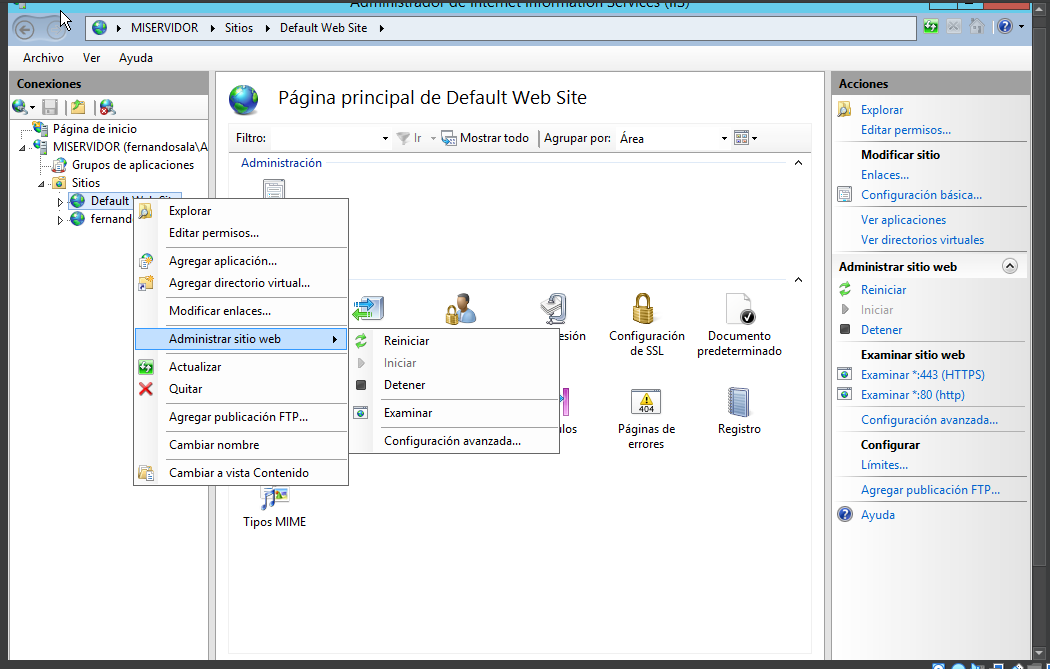 Administrador de Internet Information Services (IIS)
MISERVIDOR
Sitios
Default Web Site
Archivo
Ver
Ayuda
Conexiones
Página de inicio
MISERVIDOR (fernandosala\A
Grupos de aplicaciones
Sitios
Default Web Site
fernand
Explorar
Editar permisos...
Agregar aplicación...
Agregar directorio virtual...
Modificar enlaces...
Administrar sitio web
Actualizar
Quitar
Agregar publicación FTP...
Cambiar nombre
Cambiar a vista Contenido
Reiniciar
Iniciar
Detener
Examinar
Configuración avanzada...
Página principal de Default Web Site
Filtro:
Ir
Mostrar todo
Agrupar por:
Área
Administración
esión
Configuración
de SSL
Documento
predeterminado
404
los
Páginas de
errores
Registro
Tipos MIME
Acciones
Explorar
Editar permisos...
Modificar sitio
Enlaces...
Configuración básica...
Ver aplicaciones
Ver directorios virtuales
Administrar sitio web
Reiniciar
Iniciar
Detener
Examinar sitio web
Examinar *:443 (HTTPS)
Examinar *:80 (http)
Configuración avanzada...
Configurar
Límites...
Agregar publicación FTP...
Ayuda